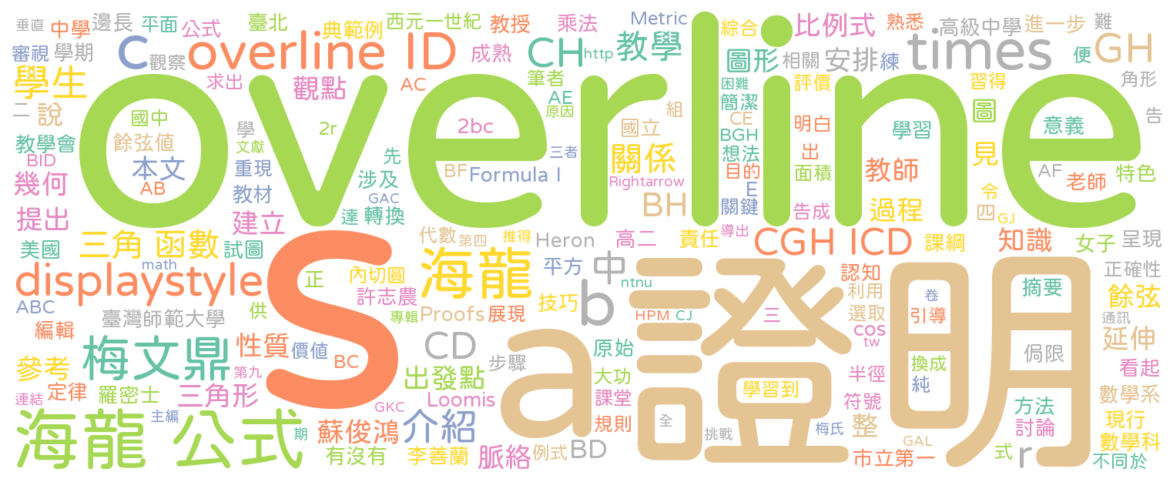 垂直 中學 邊長 平面 公式 臺北 典範例 西元一世紀 教授 乘法 Metric 綜合 比例式 熟悉 高級中學 進一步 難
審視 學期 c 觀察 overline ID 成熟 CH http 教學 圖形 相關 安排 練 times 便 GH
學生 求出 觀點 AC 筆者 AE 原因 困難 簡潔 評價 習得 角形
二 說 國中 overline 2r 2bc 組 CE 圖 告
教學會 餘弦值 學 文獻 先 三者 BF 國立 BGH 明白 學習 意義
BID 本文 重現 涉及 Formula I 關係 想法 出 面積 見 AF 特色
幾何 AB 教材 GAC Rightarrow 目的 E 教師 令 老師
提出 建立 達 轉換 BH 關鍵 告成 過程 四 GJ
美國 三角 函數 試圖 正 代數 第四 推得 Heron 高二 責任 導出 CGH ICD 課綱 知識 女子 呈現
math displaystyle S 內切圓 海龍 平方 中 證明 認知 正確性
ABC 供 許志農 技巧 b ntnu 利用 卷 摘要 餘弦
臺灣師範大學 專輯 Proofs 展現 a HPM CJ 三 選取 引導 通訊
編輯 性質 價值 BC CD 步驟 原始 cos tw 侷限 延伸
參考 梅文鼎 第九 出發點 大功 半徑 換成 看起
連結 定律 羅密士 三角形 GKC Loomis 課堂 學習到 符號 純 方法 數學系
主編 規則 全 梅氏 討論 現行
海龍 公式 期 蘇俊鴻 介紹 挑戰 整 GAL 數學科
有沒有 李善蘭 脈絡 例式 BD 市立第一 式 r 不同於